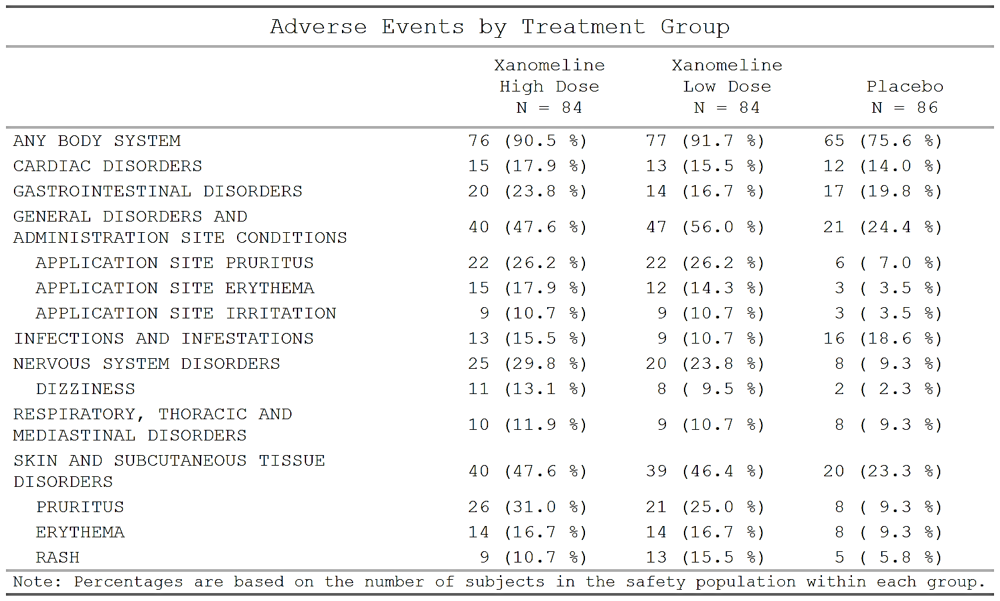 Adverse Events by Treatment Group
Xanomeline Xanomeline
High Dose Low Dose Placebo
N = 84 N = 84 N = 86
ANY BODY SYSTEM 76 (90.5 %) 77 (91.7 %) 65 (75.6 %)
CARDIAC DISORDERS 15 (17.9 %) 13 (15.5 %) 12 (14.0 %)
GASTROINTESTINAL DISORDERS 20 (23.8 %) 14 (16.7 %) 17 (19.8 %)
GENERAL DISORDERS AND
ADMINISTRATION SITE CONDITIONS 40 (47.6 %) 47 (56.0 %) 21 (24.4 %)
APPLICATION SITE PRURITUS 22 (26.2 %) 22 (26.2 %) 6 ( 7.0 %)
APPLICATION SITE ERYTHEMA 15 (17.9 %) 12 (14.3 %) 3 ( 3.5 %)
APPLICATION SITE IRRITATION 9 (10.7 %) 9 (10.7 %) 3 ( 3.5 %)
INFECTIONS AND INFESTATIONS 13 (15.5 %) 9 (10.7 %) 16 (18.6 %)
NERVOUS SYSTEM DISORDERS 25 (29.8 %) 20 (23.8 %) 8 ( 9.3 %)
DIZZINESS 11 (13.1 %) 8 ( 9.5 %) 2 ( 2.3 %)
RESPIRATORY, THORACIC AND
MEDIASTINAL DISORDERS 10 (11.9 %) 9 (10.7 %) 8 ( 9.3 %)
SKIN AND SUBCUTANEOUS TISSUE
DISORDERS 40 (47.6 %) 39 (46.4 %) 20 (23.3 %)
PRURITUS 26 (31.0 %) 21 (25.0 %) 8 ( 9.3 %)
ERYTHEMA 14 (16.7 %) 14 (16.7 %) 8 ( 9.3 %)
RASH 9 (10.7 %) 13 (15.5 %) 5 ( 5.8 %)
Note: Percentages are based on the number of subjects in the safety population within each group.